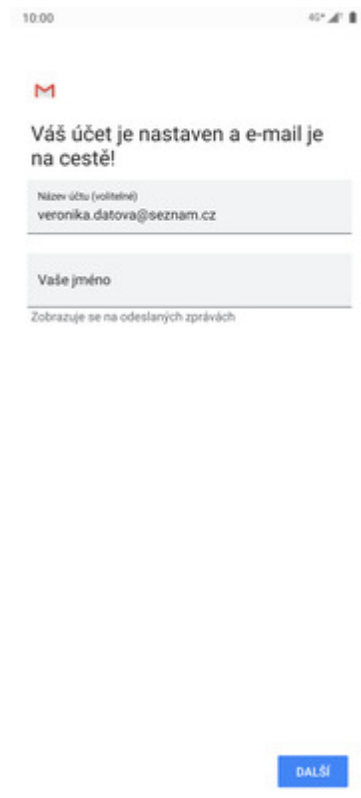 10:00
4G+
Váš účet je nastaven a e-mail je
na cestě!
Název účtu (volitelné)
veronika.datova@seznam.cz
Vaše jméno
Zobrazuje se na odeslaných zprávách
DALŠÍ